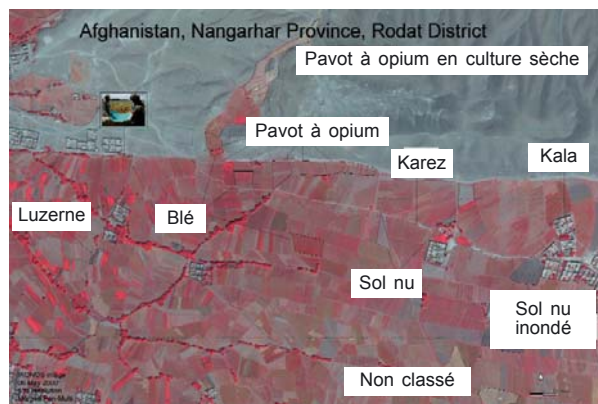 Afghanistan, Nangarhar Province, Rodat District
Pavot à opium en culture sèche
Pavot à opium
Karez
Kala
Luzerne
Blé
Sol nu
Sol nu
inondé
Non classé